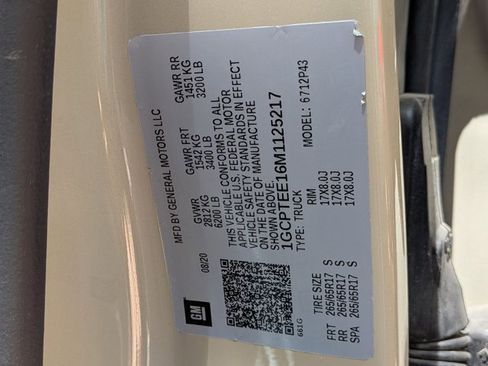 GM
MFD BY GENERAL MOTORS LLC
08/20 GVWR GAWR FRT GAWR RR
2812 KG 1542 KG 1451 KG
6200 LB 3400 LB 3200 LB
THIS VEHICLE CONFORMS TO ALL
APPLICABLE U.S. FEDERAL MOTOR
VEHICLE SAFETY STANDARDS IN EFFECT
ON THE DATE OF MANUFACTURE
SHOWN ABOVE.
1GCPTEE16M1125217
TYPE: TRUCK MODEL: 6712P43
661G
TIRE SIZE RIM
FRT 265/65R17 S 17X8.0J
RR 265/65R17 S 17X8.0J
SPA 265/65R17 S 17X8.0J